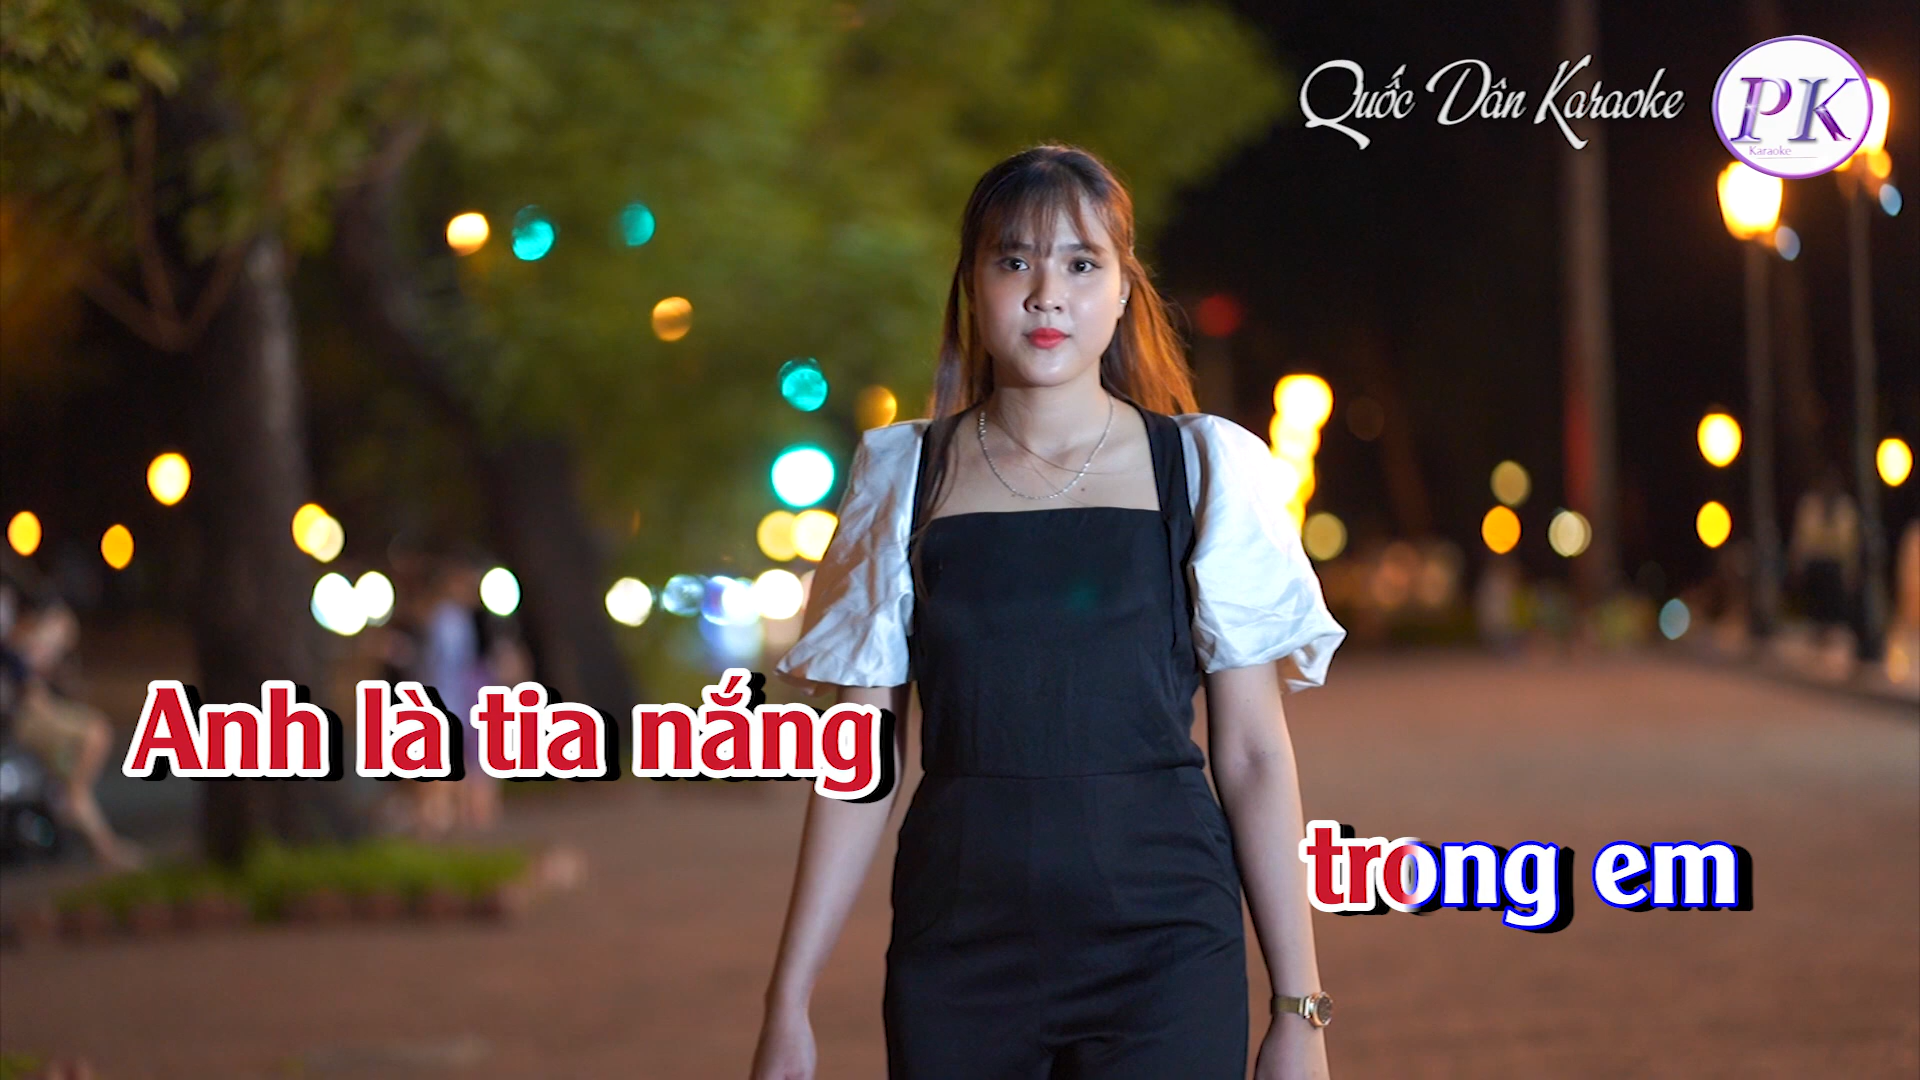 Quốc Dân Karaoke
PK
Karaoke
Anh là tia nắng
trong em